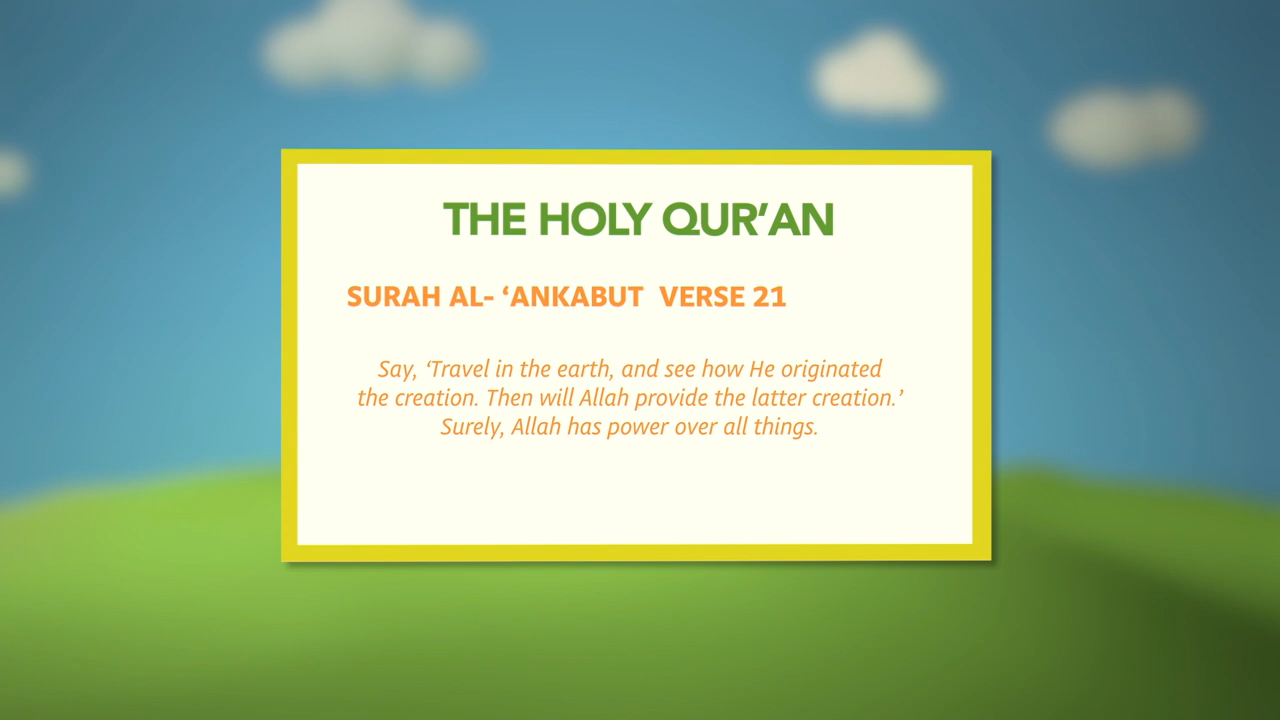 THE HOLY QUR’AN
SURAH AL- ‘ANKABUT  VERSE 21
Say, ‘Travel in the earth, and see how He originated
the creation. Then will Allah provide the latter creation.’
Surely, Allah has power over all things.